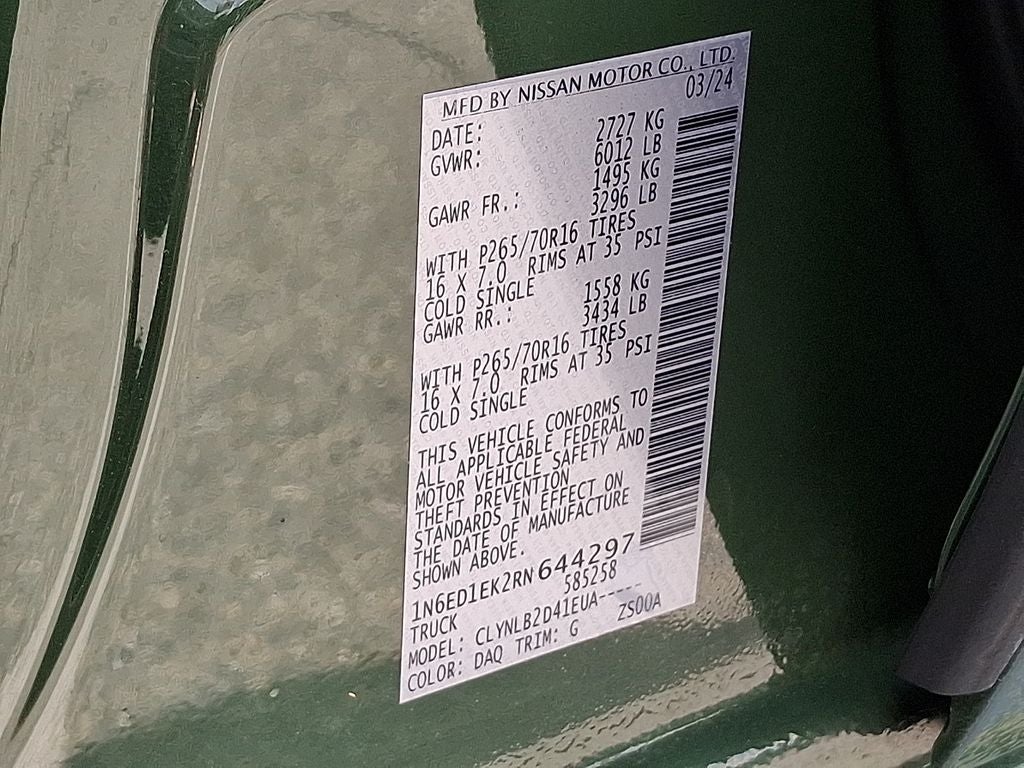 MFD BY NISSAN MOTOR CO., LTD.
DATE: 03/24
GVWR: 2727 KG
6012 LB
GAWR FR.: 1495 KG
3296 LB
WITH P265/70R16 TIRES
16 X 7.0 RIMS AT 35 PSI
COLD SINGLE
GAWR RR.: 1558 KG
3434 LB
WITH P265/70R16 TIRES
16 X 7.0 RIMS AT 35 PSI
COLD SINGLE
THIS VEHICLE CONFORMS TO
ALL APPLICABLE FEDERAL
MOTOR VEHICLE SAFETY AND
THEFT PREVENTION
STANDARDS IN EFFECT ON
THE DATE OF MANUFACTURE
SHOWN ABOVE.
1N6ED1EK2RN644297
TRUCK 585258
MODEL: CLYNLB2D41EUA----
COLOR: DAQ TRIM: G ZS00A